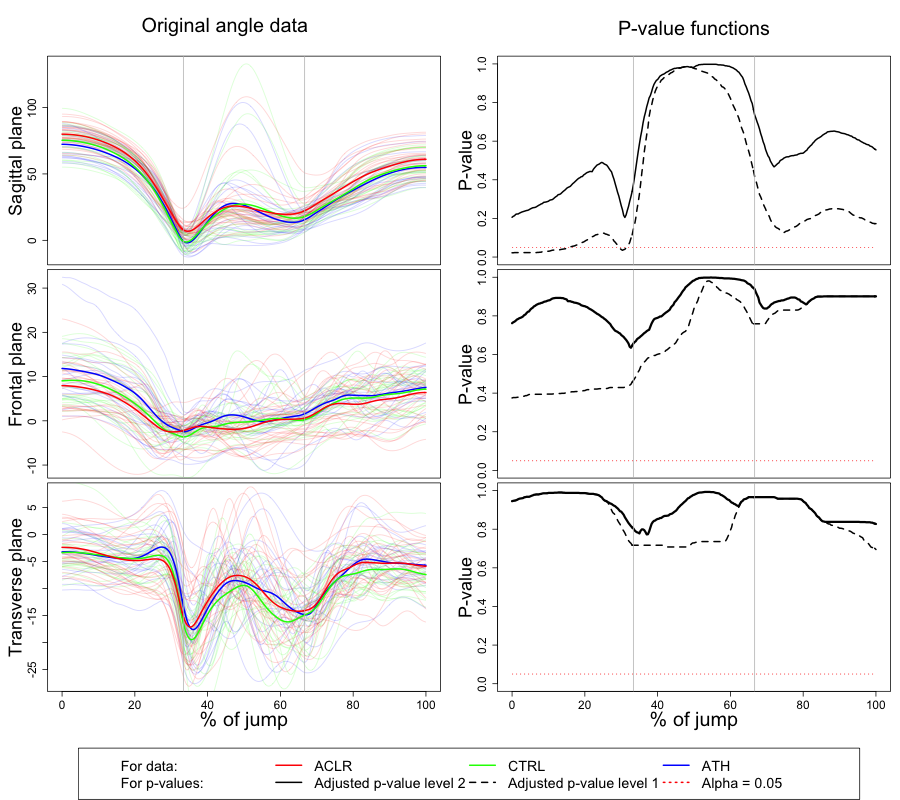 Original angle data
P-value functions
Sagittal plane
0 50 100
P-value
0.0 0.2 0.4 0.6 0.8 1.0
Frontal plane
-10 0 10 20 30
P-value
0.0 0.2 0.4 0.6 0.8 1.0
Transverse plane
-25 -15 -5 0 5
P-value
0.0 0.2 0.4 0.6 0.8 1.0
0 20 40 60 80 100
% of jump
0 20 40 60 80 100
% of jump
For data: ACLR CTRL ATH
For p-values: Adjusted p-value level 2 Adjusted p-value level 1 Alpha = 0.05